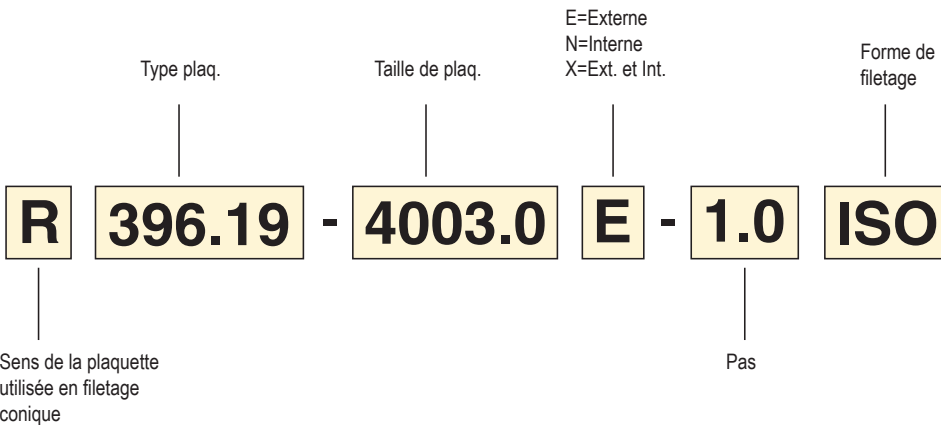 E=Externe
N=Interne
X=Ext. et Int.
Type plaq.
Taille de plaq.
Forme de
filetage
R 396.19 - 4003.0 E - 1.0 ISO
Sens de la plaquette
utilisée en filetage
conique
Pas